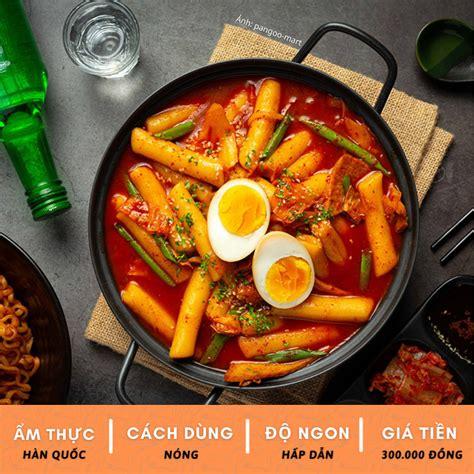 Ảnh: pangoo-mart
ẨM THỰC
HÀN QUỐC
CÁCH DÙNG
NÓNG
ĐỘ NGON
HẤP DẪN
GIÁ TIỀN
300.000 ĐỒNG